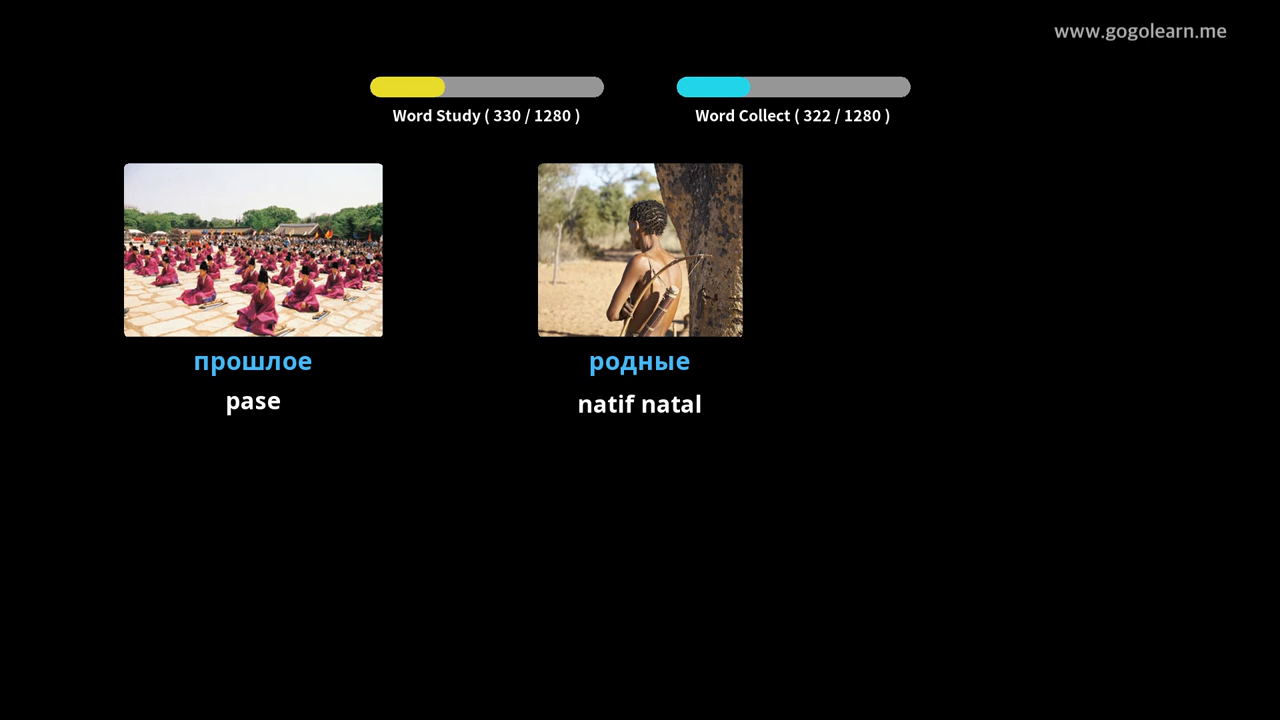 www.gogolearn.me
Word Study ( 330 / 1280 )
Word Collect ( 322 / 1280 )
прошлое
pase
родные
natif natal